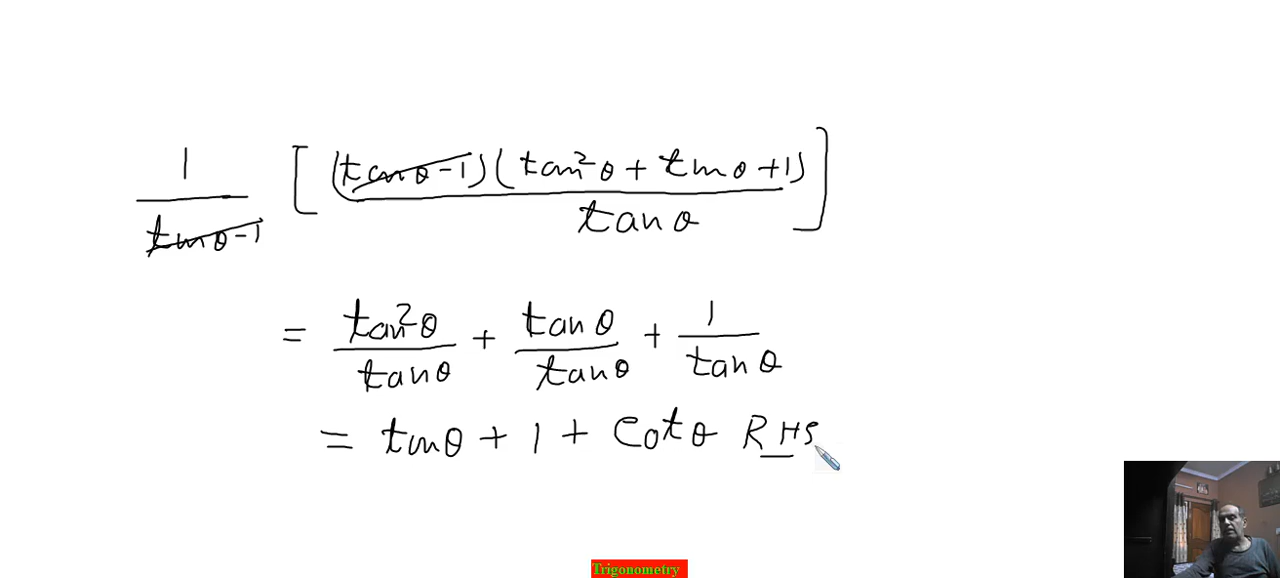 1/(tanθ-1) [(tanθ-1)(tan²θ + tanθ +1)/tanθ]
= tan²θ/tanθ + tanθ/tanθ + 1/tanθ
= tanθ + 1 + Cotθ RHS
Trigonometry